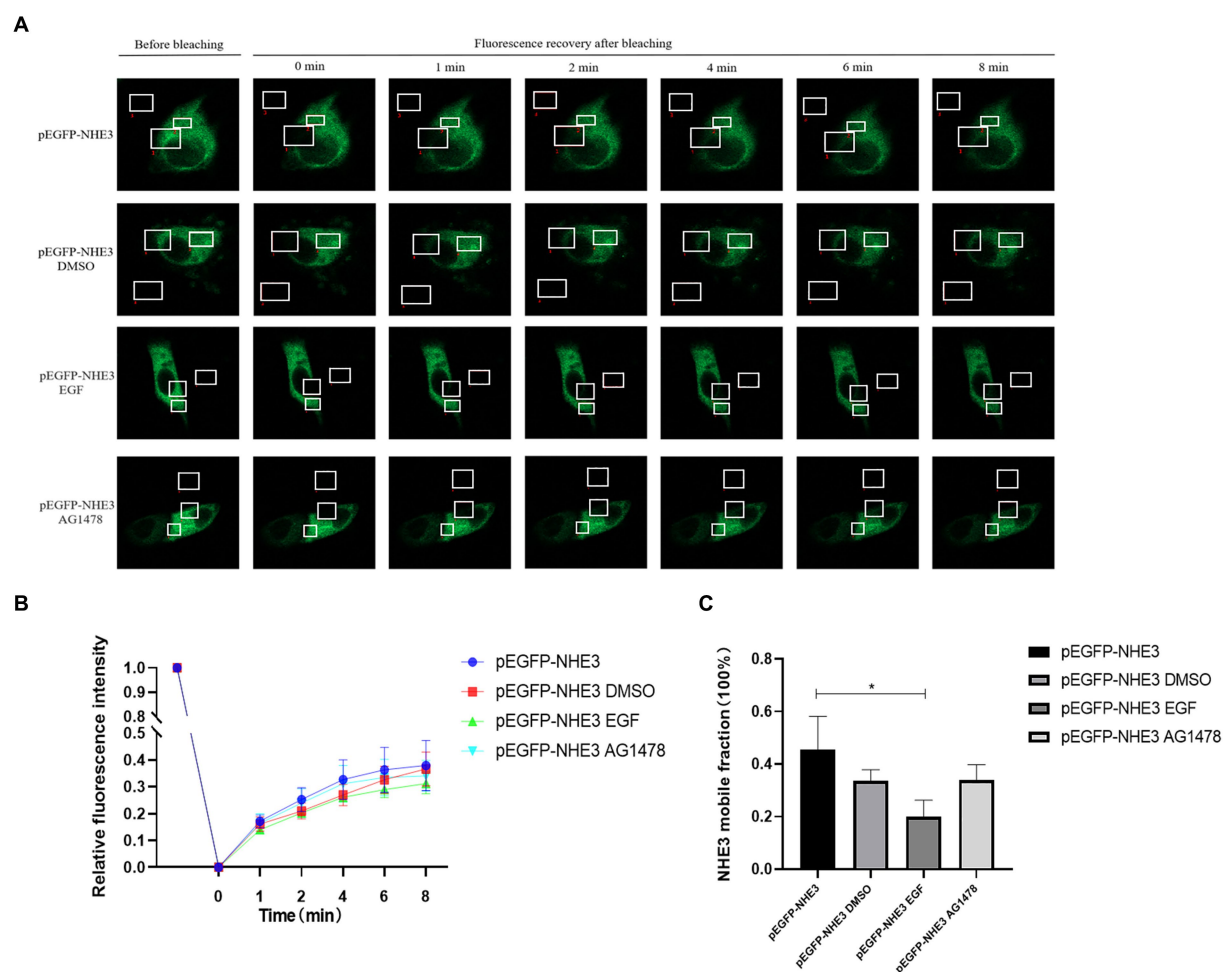 A
Before bleaching
Fluorescence recovery after bleaching
0 min
1 min
2 min
4 min
6 min
8 min
pEGFP-NHE3
pEGFP-NHE3
DMSO
pEGFP-NHE3
EGF
pEGFP-NHE3
AG1478
B
Relative fluorescence intensity
1.0
0.9
0.8
0.5
0.4
0.3
0.2
0.1
0.0
0
1
2
4
6
8
Time(min)
pEGFP-NHE3
pEGFP-NHE3 DMSO
pEGFP-NHE3 EGF
pEGFP-NHE3 AG1478
C
NHE3 mobile fraction(100%)
0.8
0.6
0.4
0.2
0.0
*
pEGFP-NHE3
pEGFP-NHE3 DMSO
pEGFP-NHE3 EGF
pEGFP-NHE3 AG1478
pEGFP-NHE3
pEGFP-NHE3 DMSO
pEGFP-NHE3 EGF
pEGFP-NHE3 AG1478